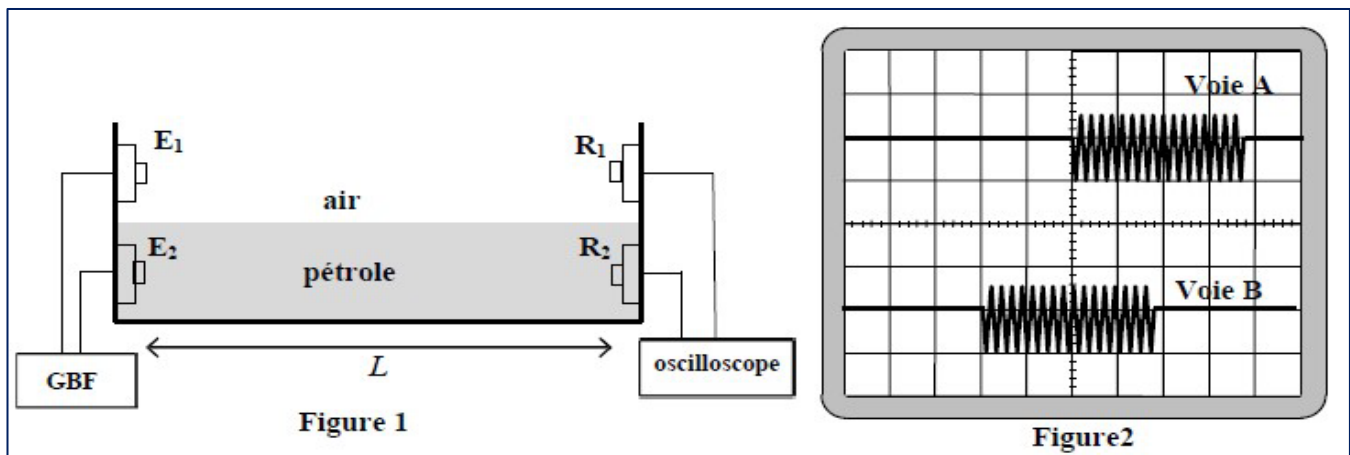 E₁
R₁
air
E₂
R₂
pétrole
GBF
L
oscilloscope
Figure 1
Voie A
Voie B
Figure2